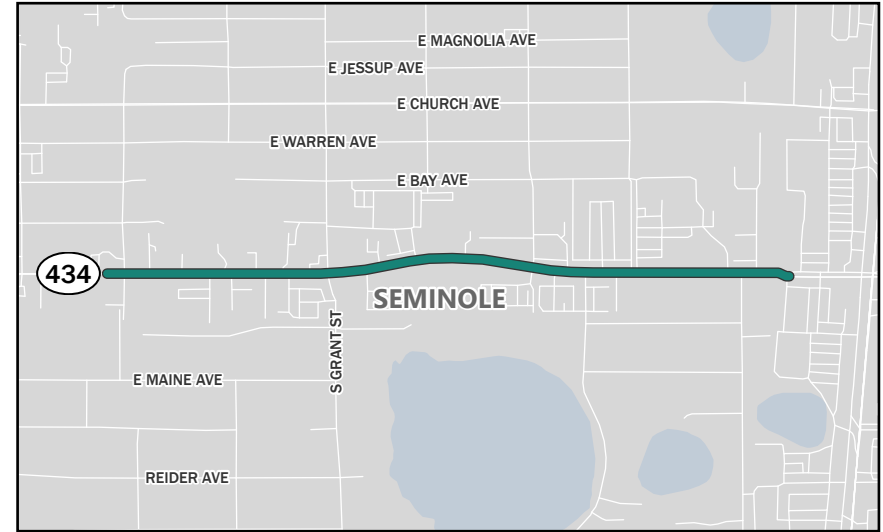 E MAGNOLIA AVE
E JESSUP AVE
E CHURCH AVE
E WARREN AVE
E BAY AVE
434
SEMINOLE
S GRANT ST
E MAINE AVE
REIDER AVE